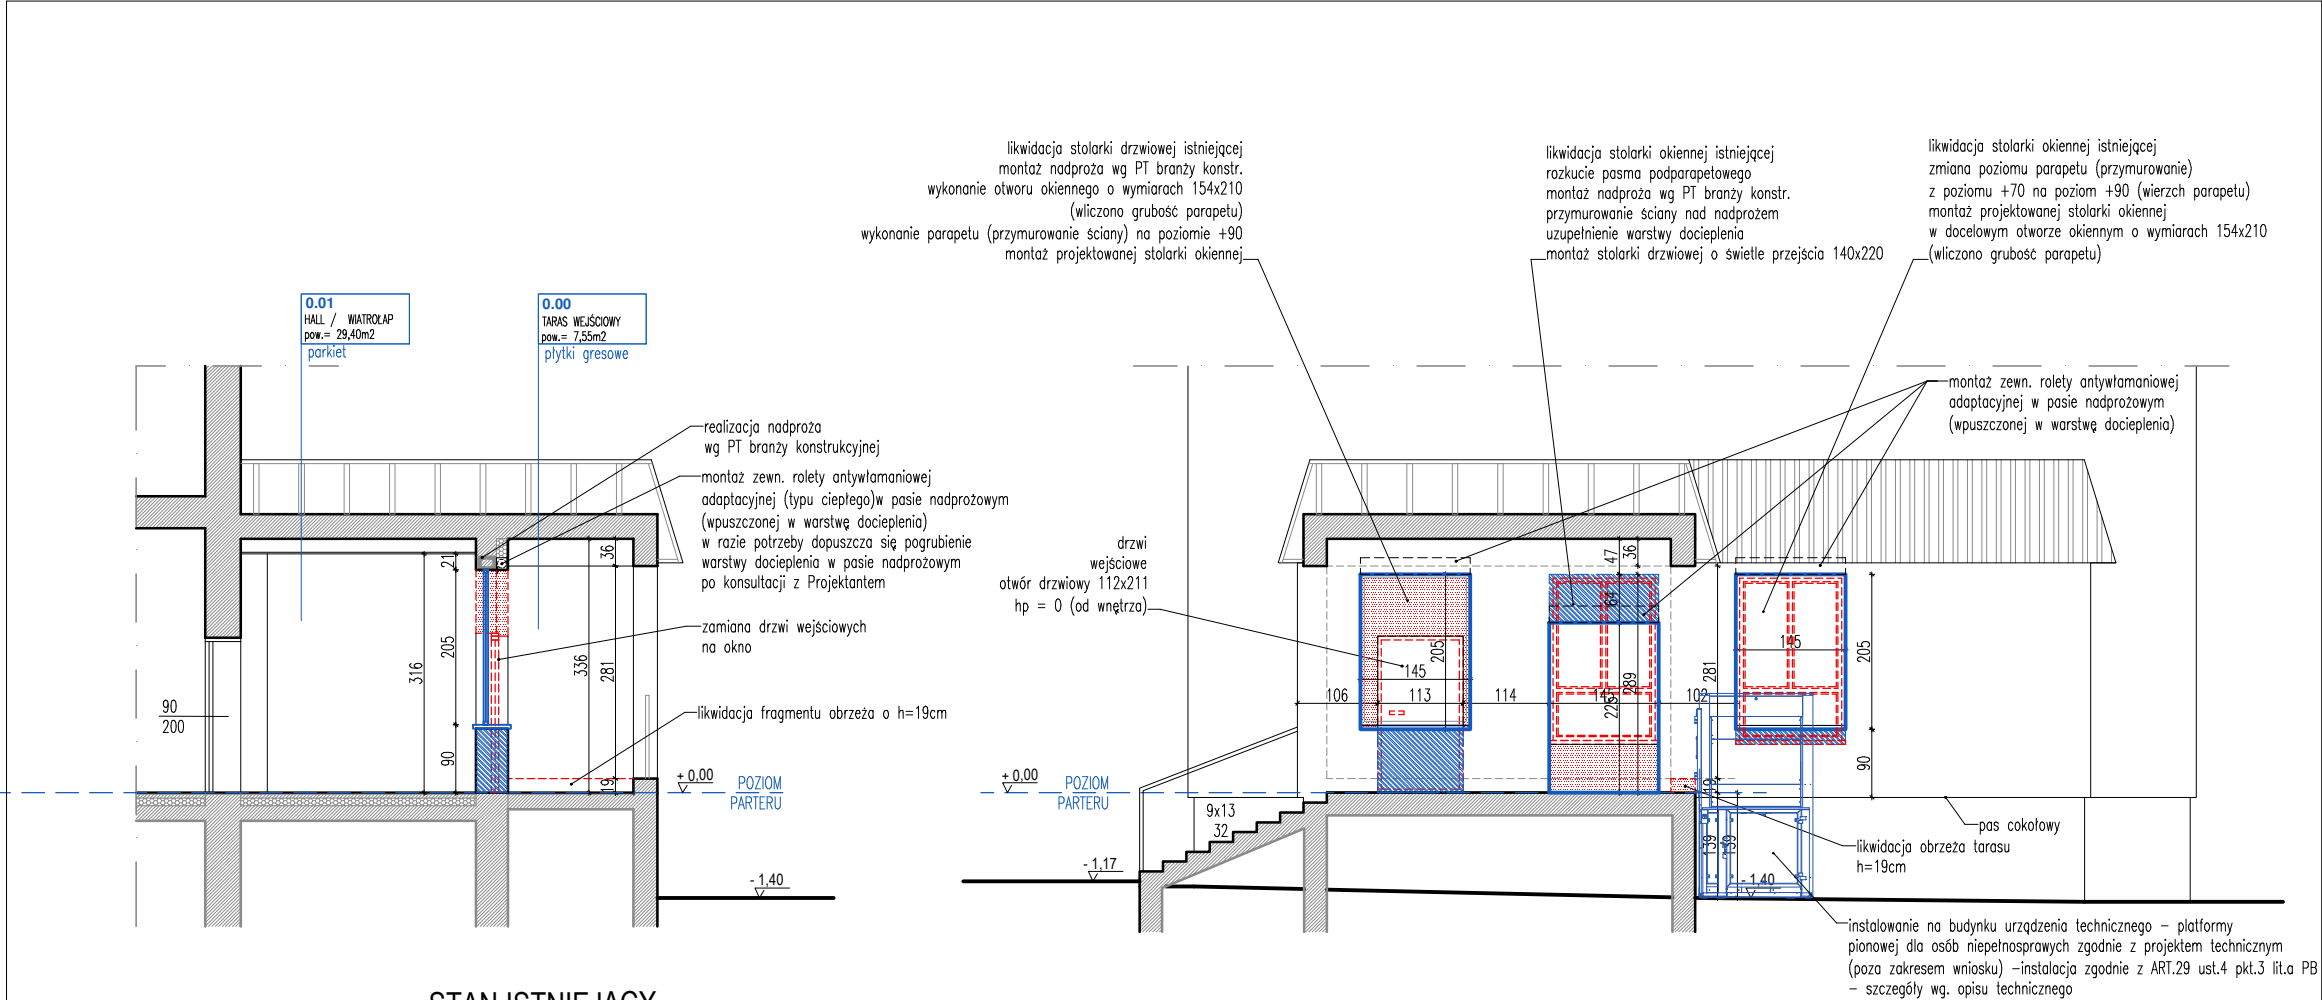 likwidacja stolarki drzwiowej istniejącej
montaż nadproża wg PT branży konstr.
wykonanie otworu okiennego o wymiarach 154x210
(wliczono grubość parapetu)
wykonanie parapetu (przymurowanie ściany) na poziomie +90
montaż projektowanej stolarki okiennej
likwidacja stolarki okiennej istniejącej
rozkucie pasma podparapetowego
montaż nadproża wg PT branży konstr.
przymurowanie ściany nad nadprożem
uzupełnienie warstwy docieplenia
montaż stolarki drzwiowej o świetle przejścia 140x220
likwidacja stolarki okiennej istniejącej
zmiana poziomu parapetu (przymurowanie)
z poziomu +70 na poziom +90 (wierzch parapetu)
montaż projektowanej stolarki okiennej
w docelowym otworze okiennym o wymiarach 154x210
(wliczono grubość parapetu)
0.01
HALL / WIATROŁAP
pow.= 29,40m2
parkiet
0.00
TARAS WEJŚCIOWY
pow.= 7,55m2
płytki gresowe
montaż zewn. rolety antywłamaniowej
adaptacyjnej w pasie nadprożowym
(wpuszczonej w warstwę docieplenia)
realizacja nadproża
wg PT branży konstrukcyjnej
montaż zewn. rolety antywłamaniowej
adaptacyjnej (typu ciepłego)w pasie nadprożowym
(wpuszczonej w warstwę docieplenia)
w razie potrzeby dopuszcza się pogrubienie
warstwy docieplenia w pasie nadprożowym
po konsultacji z Projektantem
zamiana drzwi wejściowych
na okno
likwidacja fragmentu obrzeża o h=19cm
21
205
90
316
336
36
281
19
90
200
+ 0,00
POZIOM
PARTERU
- 1,40
drzwi
wejściowe
otwór drzwiowy 112x211
hp = 0 (od wnętrza)
47
36
64
205
145
106
113
114
145
102
289
225
281
145
205
90
19
139
139
+ 0,00
POZIOM
PARTERU
9x13
32
- 1,17
- 1,40
pas cokołowy
likwidacja obrzeża tarasu
h=19cm
instalowanie na budynku urządzenia technicznego – platformy
pionowej dla osób niepełnosprawych zgodnie z projektem technicznym
(poza zakresem wniosku) –instalacja zgodnie z ART.29 ust.4 pkt.3 lit.a PB
– szczegóły wg. opisu technicznego
STAN ISTNIEJĄCY